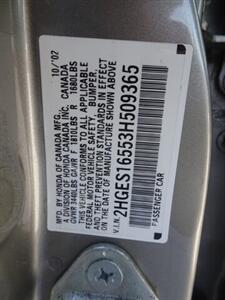 MFD. BY HONDA OF CANADA MFG. 10/'02
A DIVISION OF HONDA CANADA INC. CANADA
GVWR 3440LBS GAWR F 1810LBS R 1680LBS
THIS VEHICLE CONFORMS TO ALL APPLICABLE
FEDERAL MOTOR VEHICLE SAFETY, BUMPER,
AND THEFT PREVENTION STANDARDS IN EFFECT
ON THE DATE OF MANUFACTURE SHOWN ABOVE
V.I.N. 2HGES16553H509365
PASSENGER CAR